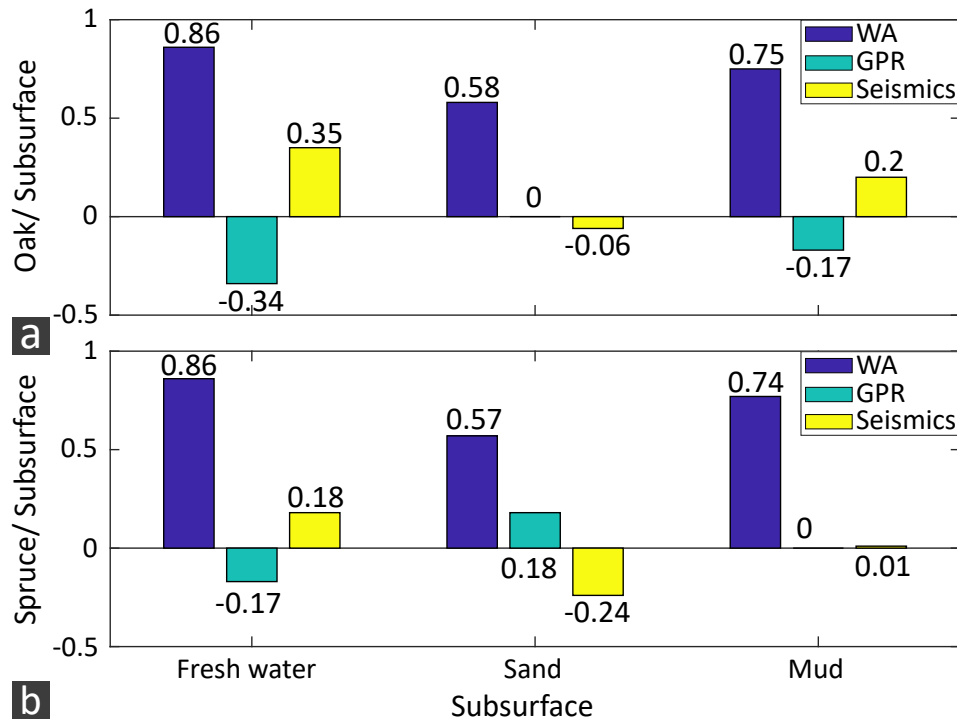 1
0.86
WA
GPR
Seismics
0.75
0.58
0.5
0.35
0.2
0
0
-0.06
-0.17
-0.34
-0.5
Oak/ Subsurface
a
1
0.86
WA
GPR
Seismics
0.74
0.57
0.5
0.18
0
0
0.18
0.01
-0.17
-0.24
-0.5
Spruce/ Subsurface
Fresh water Sand Mud
Subsurface
b